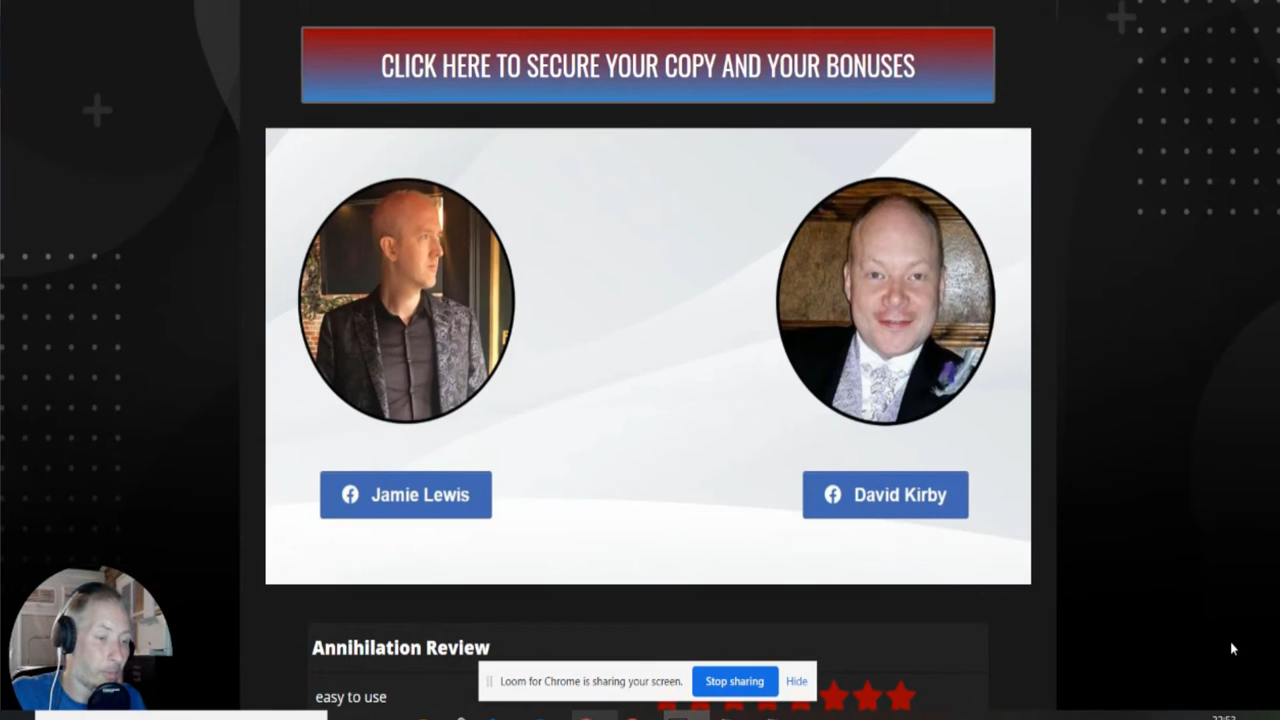 CLICK HERE TO SECURE YOUR COPY AND YOUR BONUSES
Jamie Lewis
David Kirby
Annihilation Review
Loom for Chrome is sharing your screen.
Stop sharing
Hide
easy to use